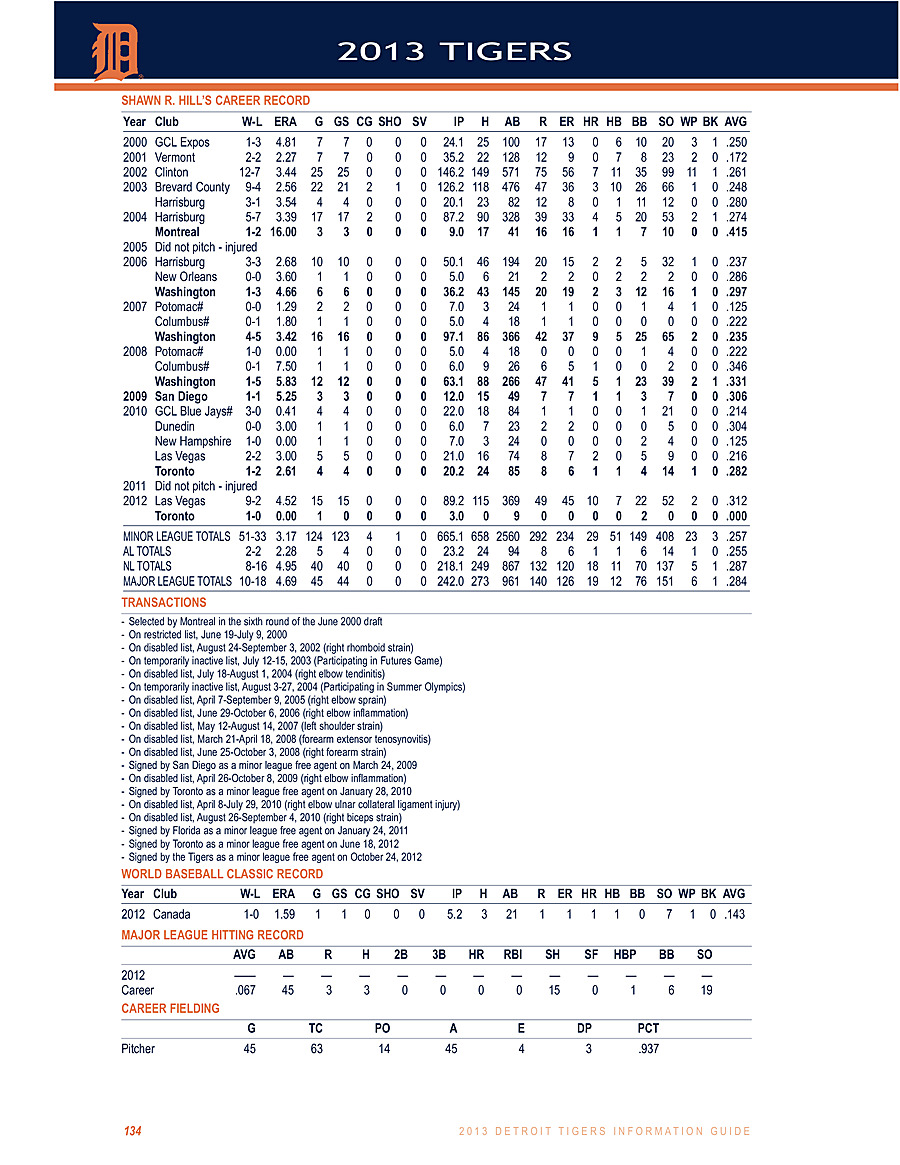 2013 TIGERS
SHAWN R. HILL'S CAREER RECORD
Year Club W-L ERA G GS CG SHO SV IP H AB R ER HR HB BB SO WP BK AVG
2000 GCL Expos 1-3 4.81 7 7 0 0 0 24.1 25 100 17 13 0 6 10 20 3 1 .250
2001 Vermont 2-2 2.27 7 7 0 0 0 35.2 22 128 12 9 0 7 8 23 2 0 .172
2002 Clinton 12-7 3.44 25 25 0 0 0 146.2 149 571 75 56 7 11 35 99 11 1 .261
2003 Brevard County 9-4 2.56 22 21 2 1 0 126.2 118 476 47 36 3 10 26 66 1 0 .248
Harrisburg 3-1 3.54 4 4 0 0 0 20.1 23 82 12 8 0 1 11 12 0 0 .280
2004 Harrisburg 5-7 3.39 17 17 2 0 0 87.2 90 328 39 33 4 5 20 53 2 1 .274
Montreal 1-2 16.00 3 3 0 0 0 9.0 17 41 16 16 1 1 7 10 0 0 .415
2005 Did not pitch - injured
2006 Harrisburg 3-3 2.68 10 10 0 0 0 50.1 46 194 20 15 2 2 5 32 1 0 .237
New Orleans 0-0 3.60 1 1 0 0 0 5.0 6 21 2 2 0 2 2 2 0 0 .286
Washington 1-3 4.66 6 6 0 0 0 36.2 43 145 20 19 2 3 12 16 1 0 .297
2007 Potomac# 0-0 1.29 2 2 0 0 0 7.0 3 24 1 1 0 0 1 4 1 0 .125
Columbus# 0-1 1.80 1 1 0 0 0 5.0 4 18 1 1 0 0 0 0 0 0 .222
Washington 4-5 3.42 16 16 0 0 0 97.1 86 366 42 37 9 5 25 65 2 0 .235
2008 Potomac# 1-0 0.00 1 1 0 0 0 5.0 4 18 0 0 0 0 1 4 0 0 .222
Columbus# 0-1 7.50 1 1 0 0 0 6.0 9 26 6 5 1 0 0 2 0 0 .346
Washington 1-5 5.83 12 12 0 0 0 63.1 88 266 47 41 5 1 23 39 2 1 .331
2009 San Diego 1-1 5.25 3 3 0 0 0 12.0 15 49 7 7 1 1 3 7 0 0 .306
2010 GCL Blue Jays# 3-0 0.41 4 4 0 0 0 22.0 18 84 1 1 0 0 1 21 0 0 .214
Dunedin 0-0 3.00 1 1 0 0 0 6.0 7 23 2 2 0 0 0 5 0 0 .304
New Hampshire 1-0 0.00 1 1 0 0 0 7.0 3 24 0 0 0 0 2 4 0 0 .125
Las Vegas 2-2 3.00 5 5 0 0 0 21.0 16 74 8 7 2 0 5 9 0 0 .216
Toronto 1-2 2.61 4 4 0 0 0 20.2 24 85 8 6 1 1 4 14 1 0 .282
2011 Did not pitch - injured
2012 Las Vegas 9-2 4.52 15 15 0 0 0 89.2 115 369 49 45 10 7 22 52 2 0 .312
Toronto 1-0 0.00 1 0 0 0 0 3.0 0 9 0 0 0 0 2 0 0 0 .000
MINOR LEAGUE TOTALS 51-33 3.17 124 123 4 1 0 665.1 658 2560 292 234 29 51 149 408 23 3 .257
AL TOTALS 2-2 2.28 5 4 0 0 0 23.2 24 94 8 6 1 1 6 14 1 0 .255
NL TOTALS 8-16 4.95 40 40 0 0 0 218.1 249 867 132 120 18 11 70 137 5 1 .287
MAJOR LEAGUE TOTALS 10-18 4.69 45 44 0 0 0 242.0 273 961 140 126 19 12 76 151 6 1 .284
TRANSACTIONS
- Selected by Montreal in the sixth round of the June 2000 draft
- On restricted list, June 19-July 9, 2000
- On disabled list, August 24-September 3, 2002 (right rhomboid strain)
- On temporarily inactive list, July 12-15, 2003 (Participating in Futures Game)
- On disabled list, July 18-August 1, 2004 (right elbow tendinitis)
- On temporarily inactive list, August 3-27, 2004 (Participating in Summer Olympics)
- On disabled list, April 7-September 9, 2005 (right elbow sprain)
- On disabled list, June 29-October 6, 2006 (right elbow inflammation)
- On disabled list, May 12-August 14, 2007 (left shoulder strain)
- On disabled list, March 21-April 18, 2008 (forearm extensor tenosynovitis)
- On disabled list, June 25-October 3, 2008 (right forearm strain)
- Signed by San Diego as a minor league free agent on March 24, 2009
- On disabled list, April 26-October 8, 2009 (right elbow inflammation)
- Signed by Toronto as a minor league free agent on January 28, 2010
- On disabled list, April 8-July 29, 2010 (right elbow ulnar collateral ligament injury)
- On disabled list, August 26-September 4, 2010 (right biceps strain)
- Signed by Florida as a minor league free agent on January 24, 2011
- Signed by Toronto as a minor league free agent on June 18, 2012
- Signed by the Tigers as a minor league free agent on October 24, 2012
WORLD BASEBALL CLASSIC RECORD
Year Club W-L ERA G GS CG SHO SV IP H AB R ER HR HB BB SO WP BK AVG
2012 Canada 1-0 1.59 1 1 0 0 0 5.2 3 21 1 1 1 1 0 7 1 0 .143
MAJOR LEAGUE HITTING RECORD
AVG AB R H 2B 3B HR RBI SH SF HBP BB SO
2012 — — — — — — — — — — — — —
Career .067 45 3 3 0 0 0 0 15 0 1 6 19
CAREER FIELDING
G TC PO A E DP PCT
Pitcher 45 63 14 45 4 3 .937
134 2013 DETROIT TIGERS INFORMATION GUIDE